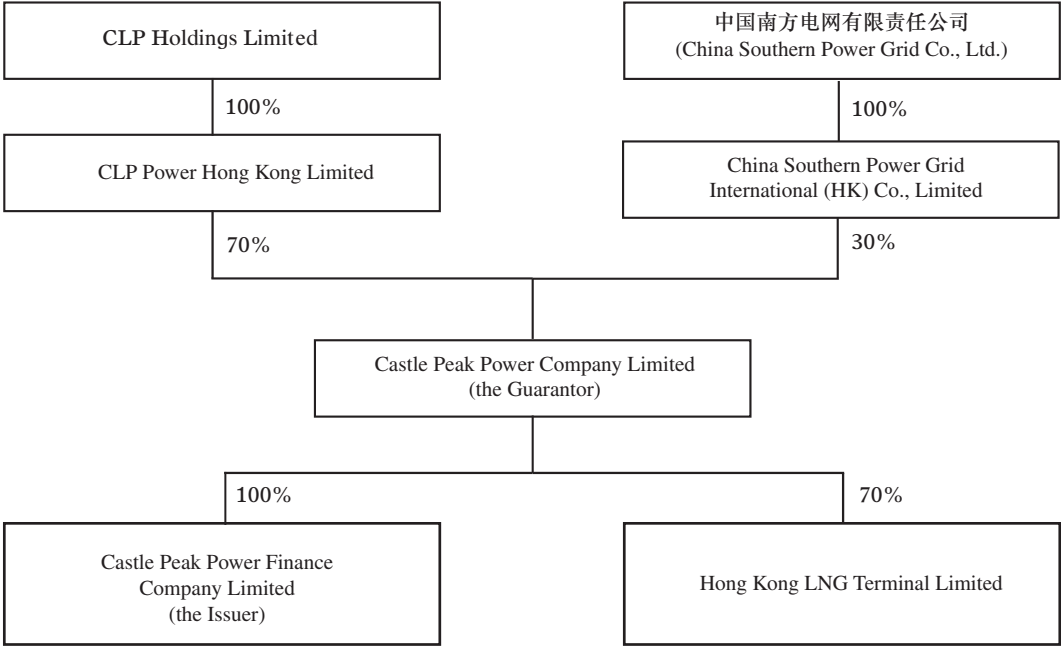 CLP Holdings Limited
中国南方电网有限责任公司
(China Southern Power Grid Co., Ltd.)
100%
100%
CLP Power Hong Kong Limited
China Southern Power Grid
International (HK) Co., Limited
70%
30%
Castle Peak Power Company Limited
(the Guarantor)
100%
70%
Castle Peak Power Finance
Company Limited
(the Issuer)
Hong Kong LNG Terminal Limited